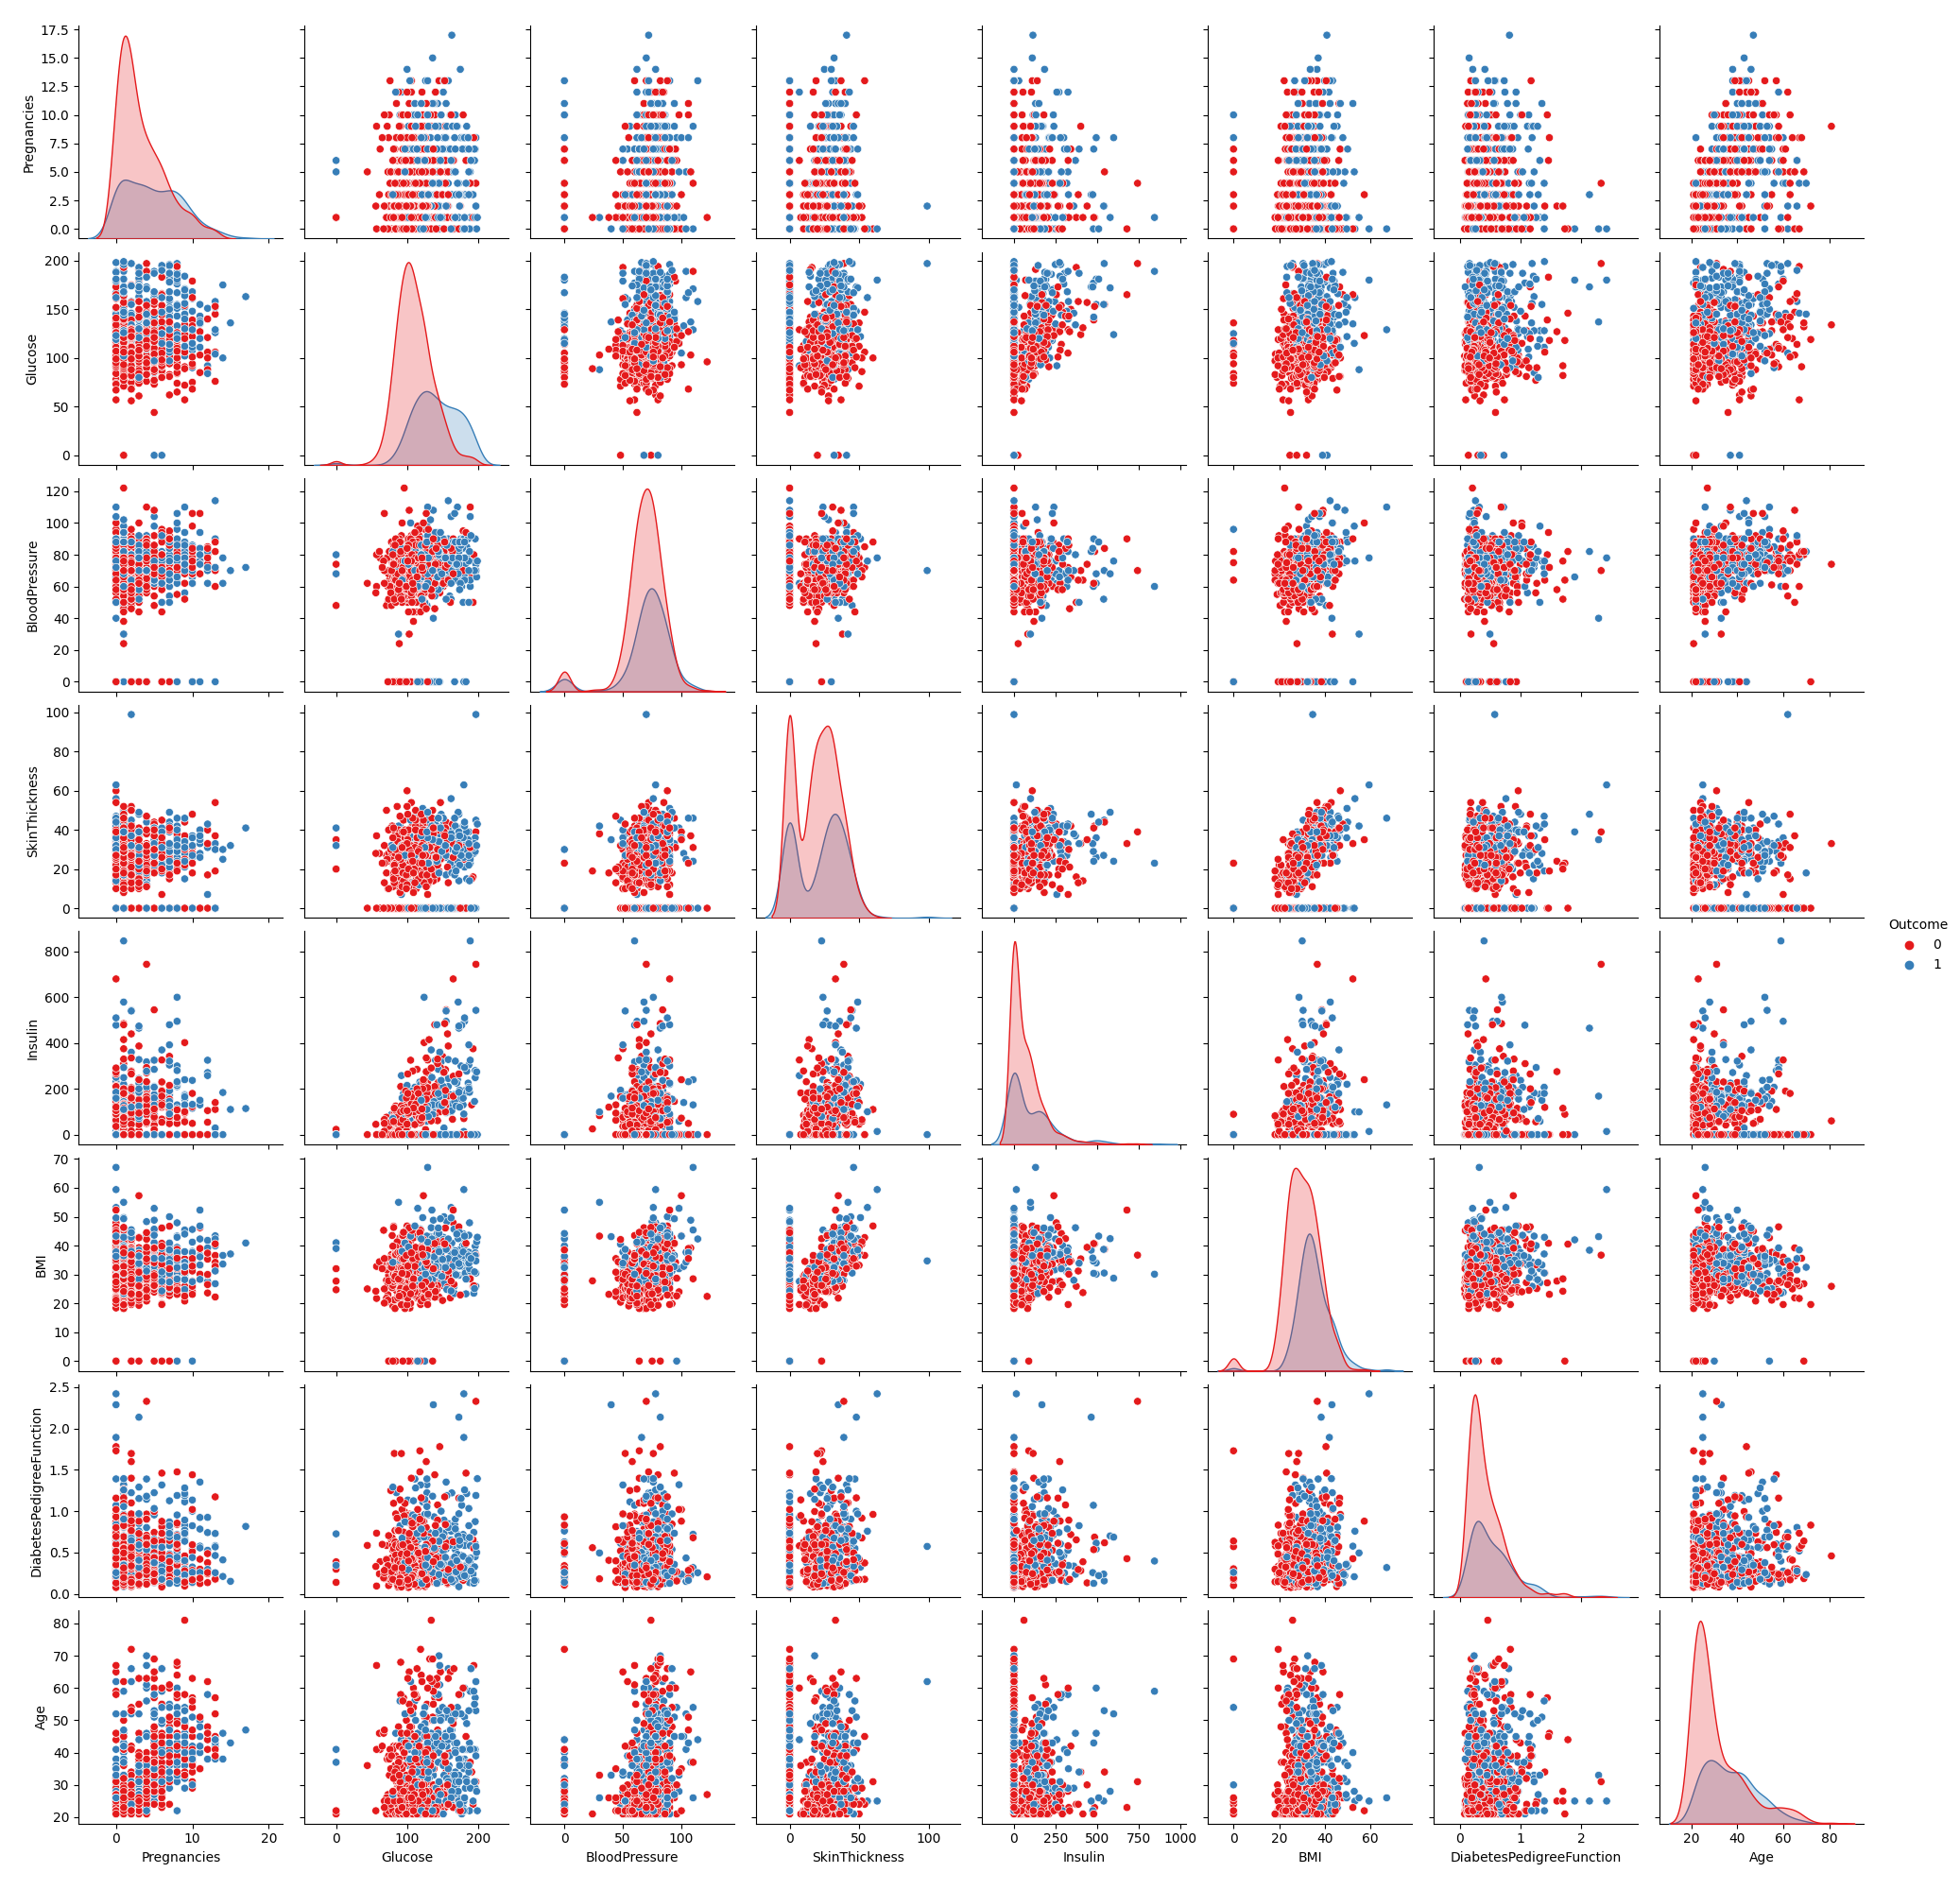 17.5
15.0
12.5
10.0
7.5
5.0
2.5
0.0
Pregnancies
200
150
100
50
0
Glucose
120
100
80
60
40
20
0
BloodPressure
100
80
60
40
20
0
SkinThickness
800
600
400
200
0
Insulin
Outcome
0
1
70
60
50
40
30
20
10
0
BMI
2.5
2.0
1.5
1.0
0.5
0.0
DiabetesPedigreeFunction
80
70
60
50
40
30
20
Age
0 10 20
Pregnancies
0 100 200
Glucose
0 50 100
BloodPressure
0 50 100
SkinThickness
0 250 500 750 1000
Insulin
0 20 40 60
BMI
0 1 2
DiabetesPedigreeFunction
20 40 60 80
Age